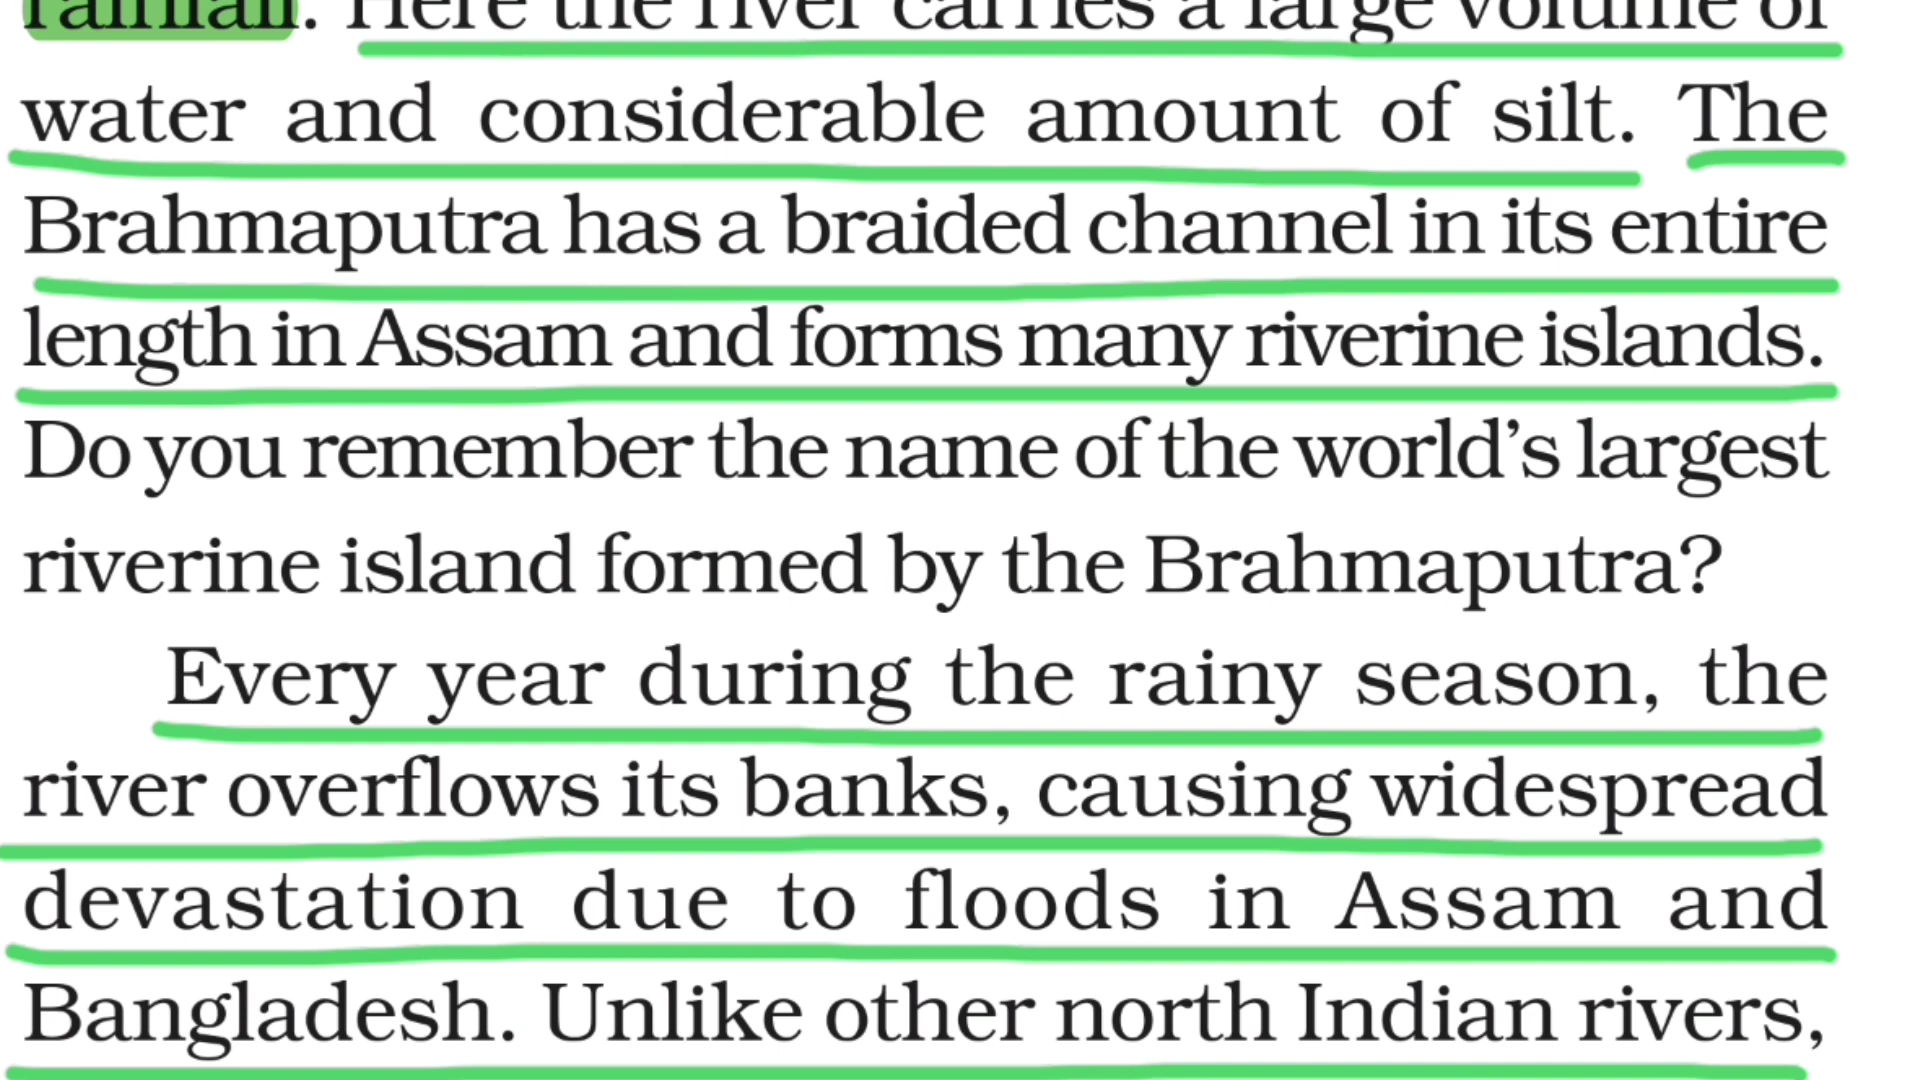 rainfall. Here the river carries a large volume of
water and considerable amount of silt. The
Brahmaputra has a braided channel in its entire
length in Assam and forms many riverine islands.
Do you remember the name of the world’s largest
riverine island formed by the Brahmaputra?
Every year during the rainy season, the
river overflows its banks, causing widespread
devastation due to floods in Assam and
Bangladesh. Unlike other north Indian rivers,